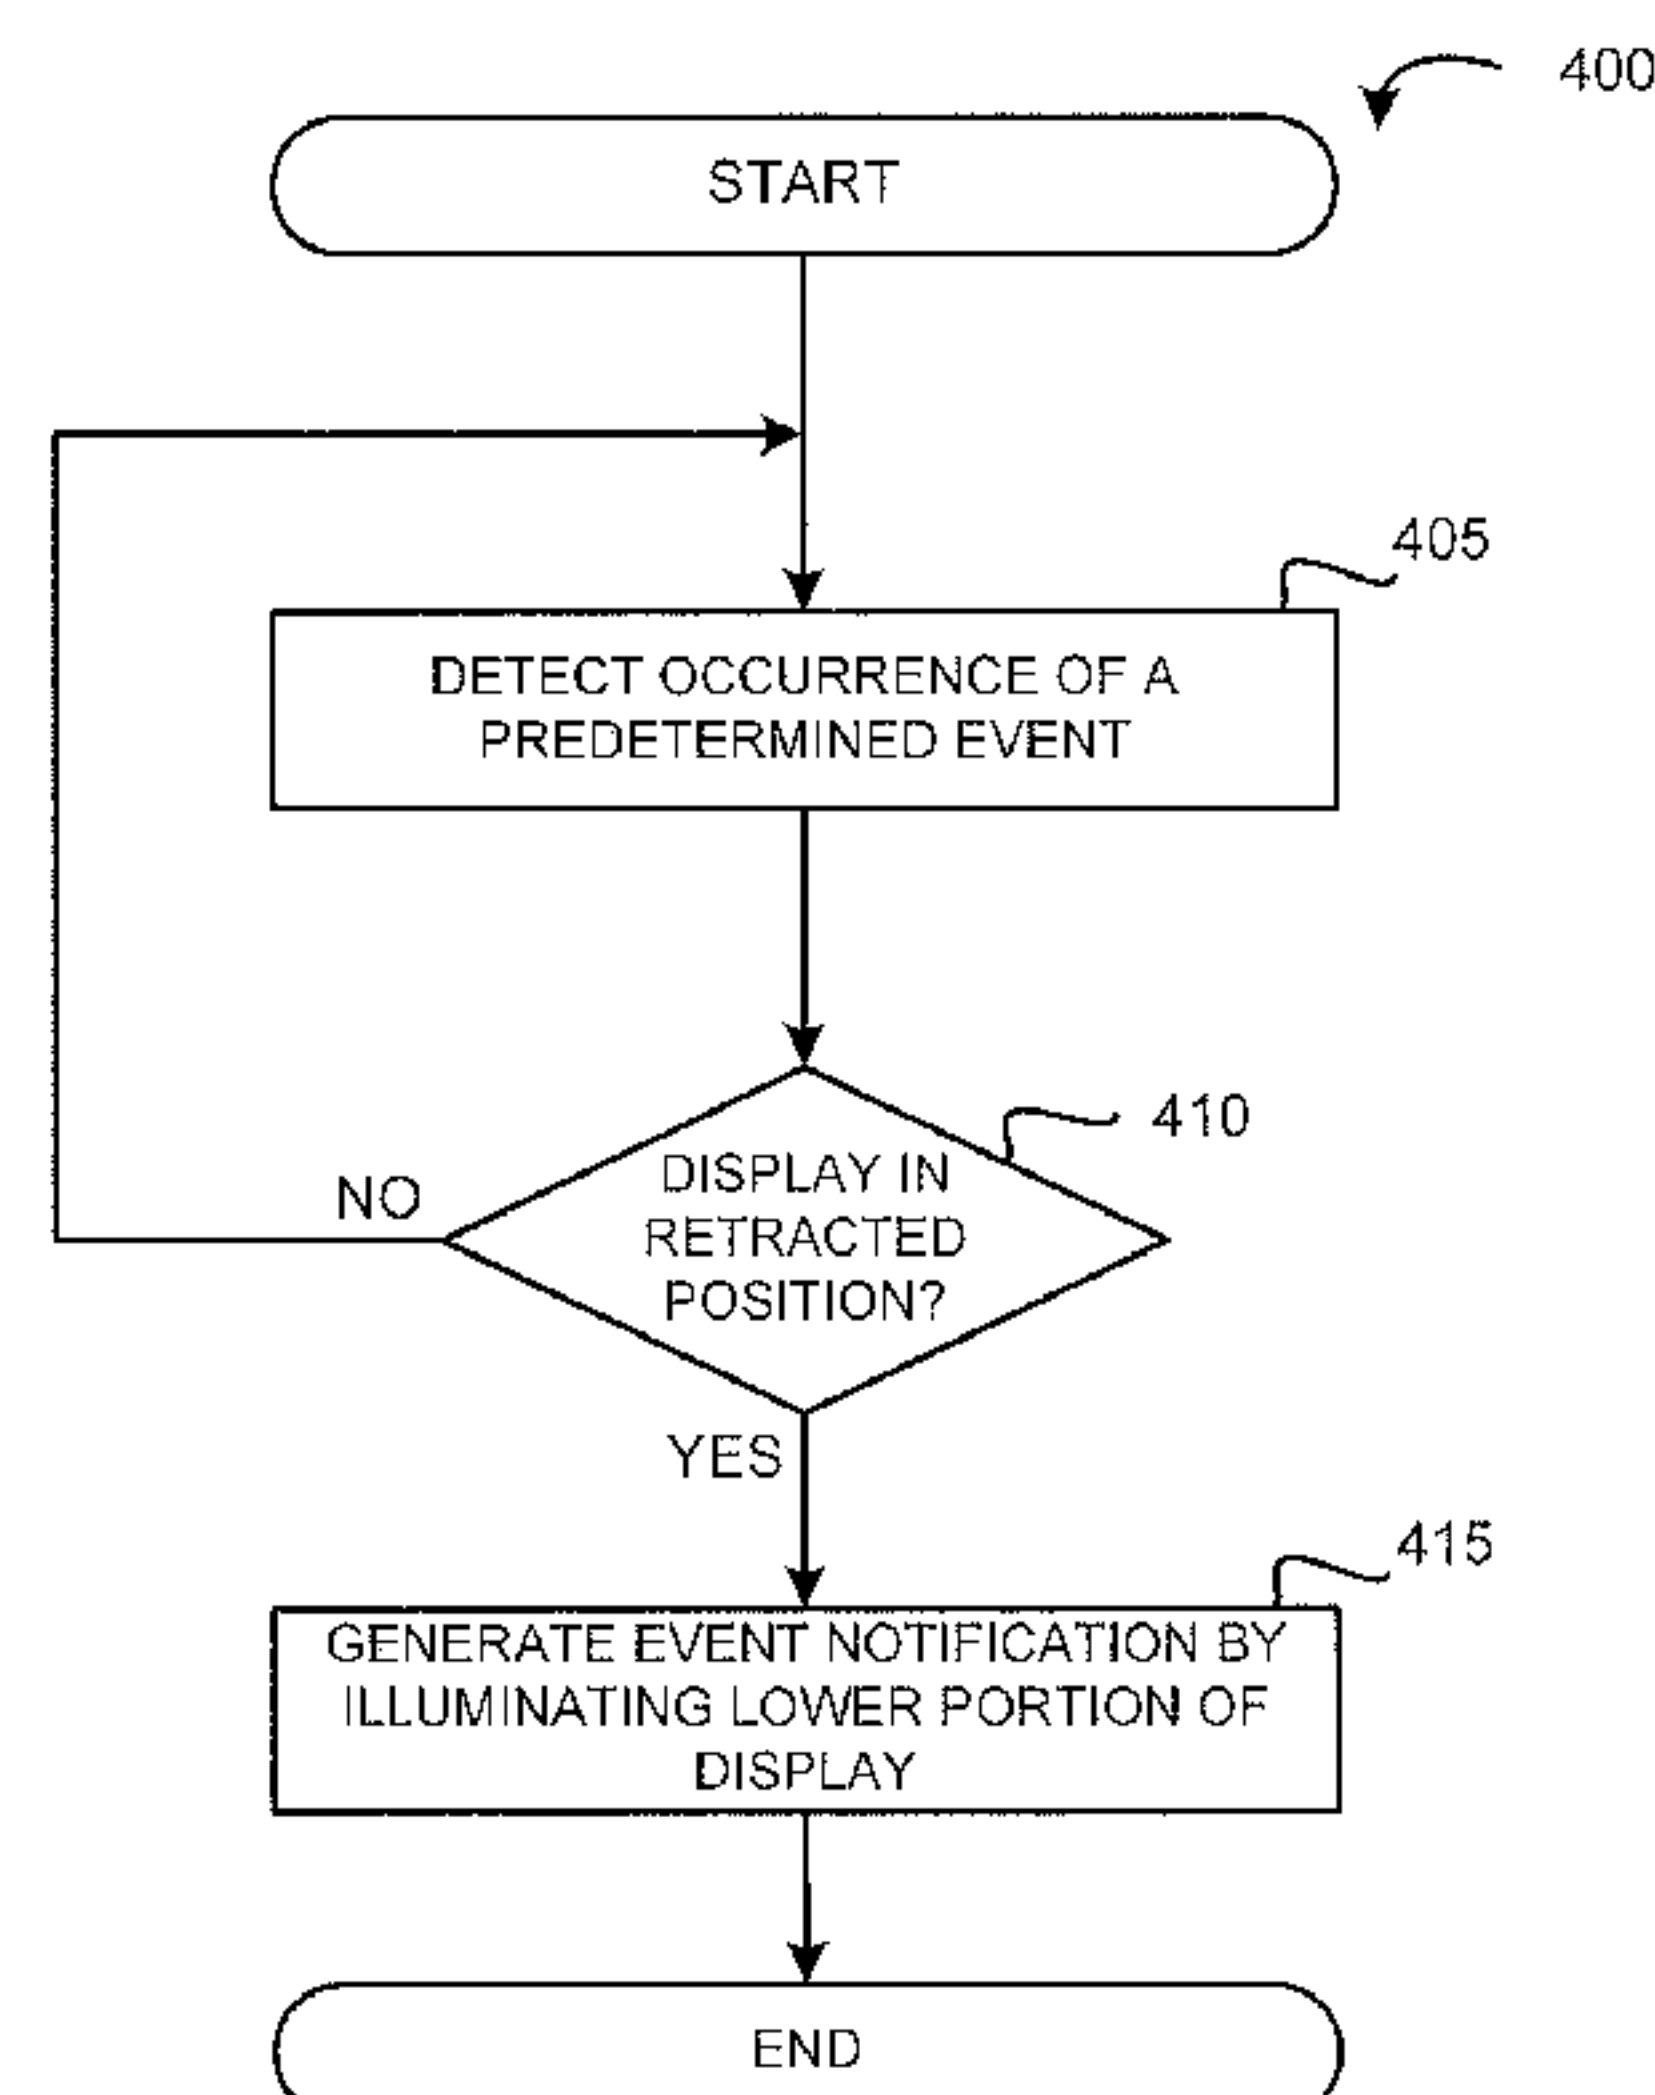 400
START
405
DETECT OCCURRENCE OF A
PREDETERMINED EVENT
410
DISPLAY IN
RETRACTED
POSITION?
NO
YES
415
GENERATE EVENT NOTIFICATION BY
ILLUMINATING LOWER PORTION OF
DISPLAY
END